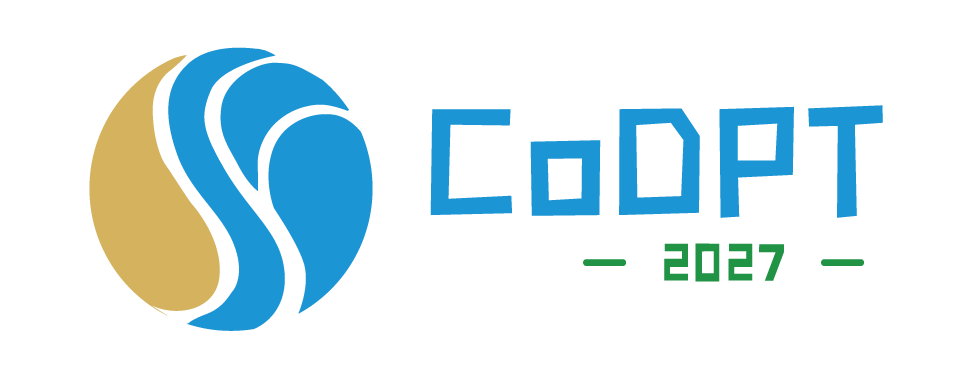 CoDPT
— 2027 —